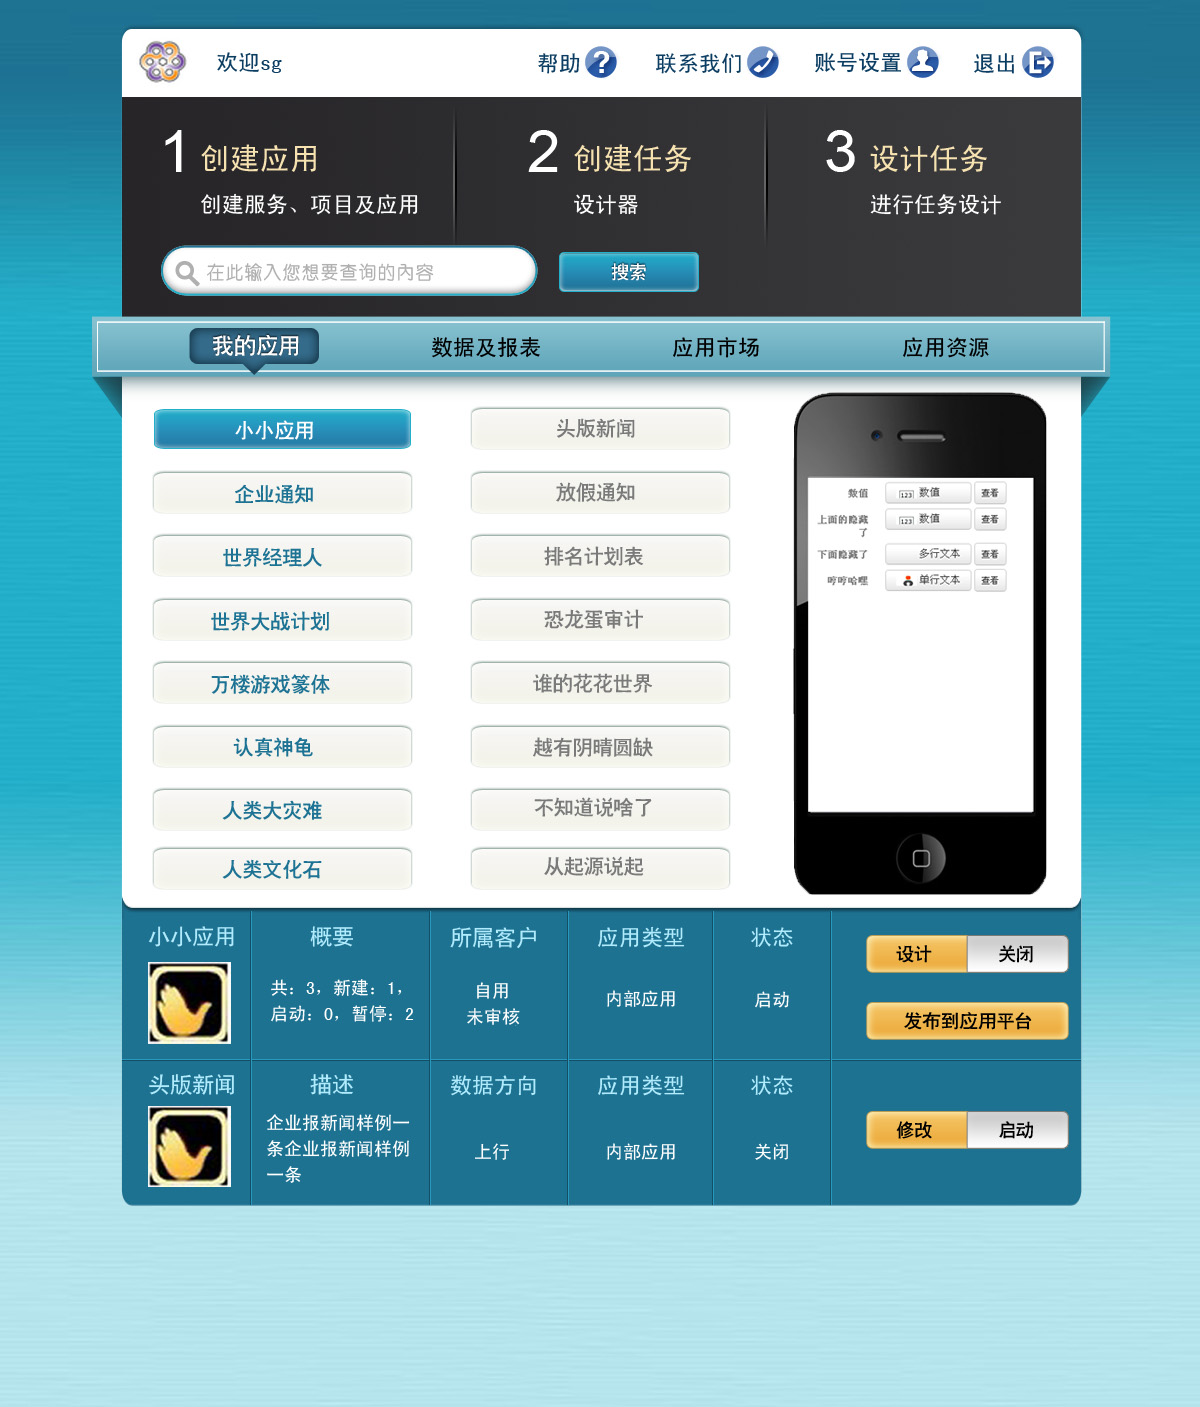 欢迎sg
帮助
联系我们
账号设置
退出
1 创建应用
创建服务、项目及应用
2 创建任务
设计器
3 设计任务
进行任务设计
在此输入您想要查询的内容
搜索
我的应用
数据及报表
应用市场
应用资源
小小应用
头版新闻
企业通知
放假通知
世界经理人
排名计划表
世界大战计划
恐龙蛋审计
万楼游戏篆体
谁的花花世界
认真神龟
越有阴晴圆缺
人类大灾难
不知道说啥了
人类文化石
从起源说起
数值
123 数值
查看
上面的隐藏
了
123 数值
查看
下面隐藏了
多行文本
查看
哼哼哈哩
单行文本
查看
小小应用
概要
共：3，新建：1，
启动：0，暂停：2
所属客户
自用
未审核
应用类型
内部应用
状态
启动
设计
关闭
发布到应用平台
头版新闻
描述
企业报新闻样例一
条企业报新闻样例
一条
数据方向
上行
应用类型
内部应用
状态
关闭
修改
启动